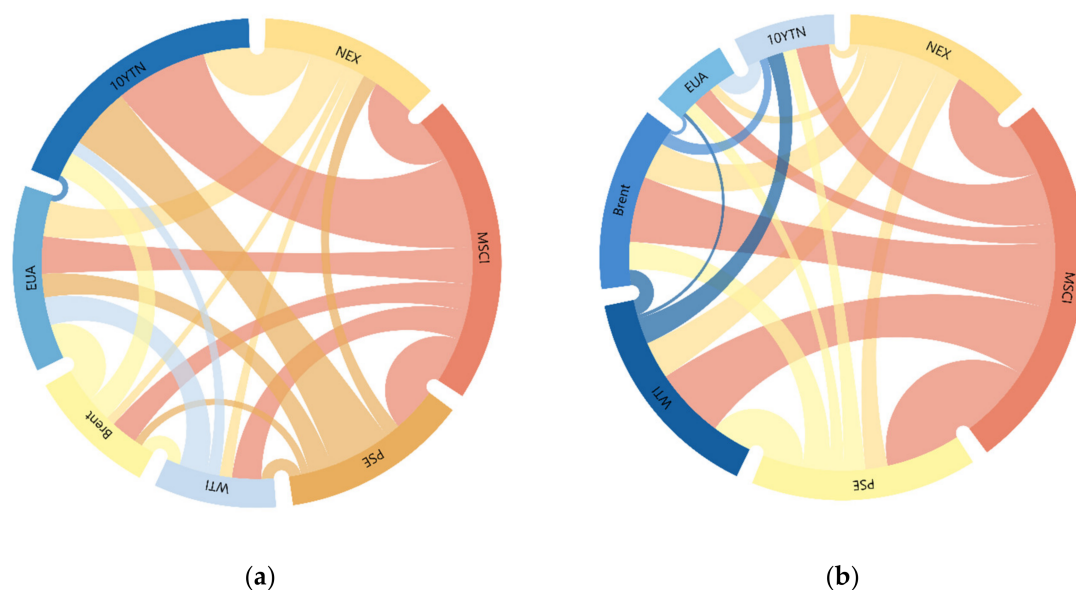 10YTN
NEX
MSCI
PSE
WTI
Brent
EUA
(a)
10YTN
NEX
MSCI
PSE
WTI
Brent
EUA
(b)